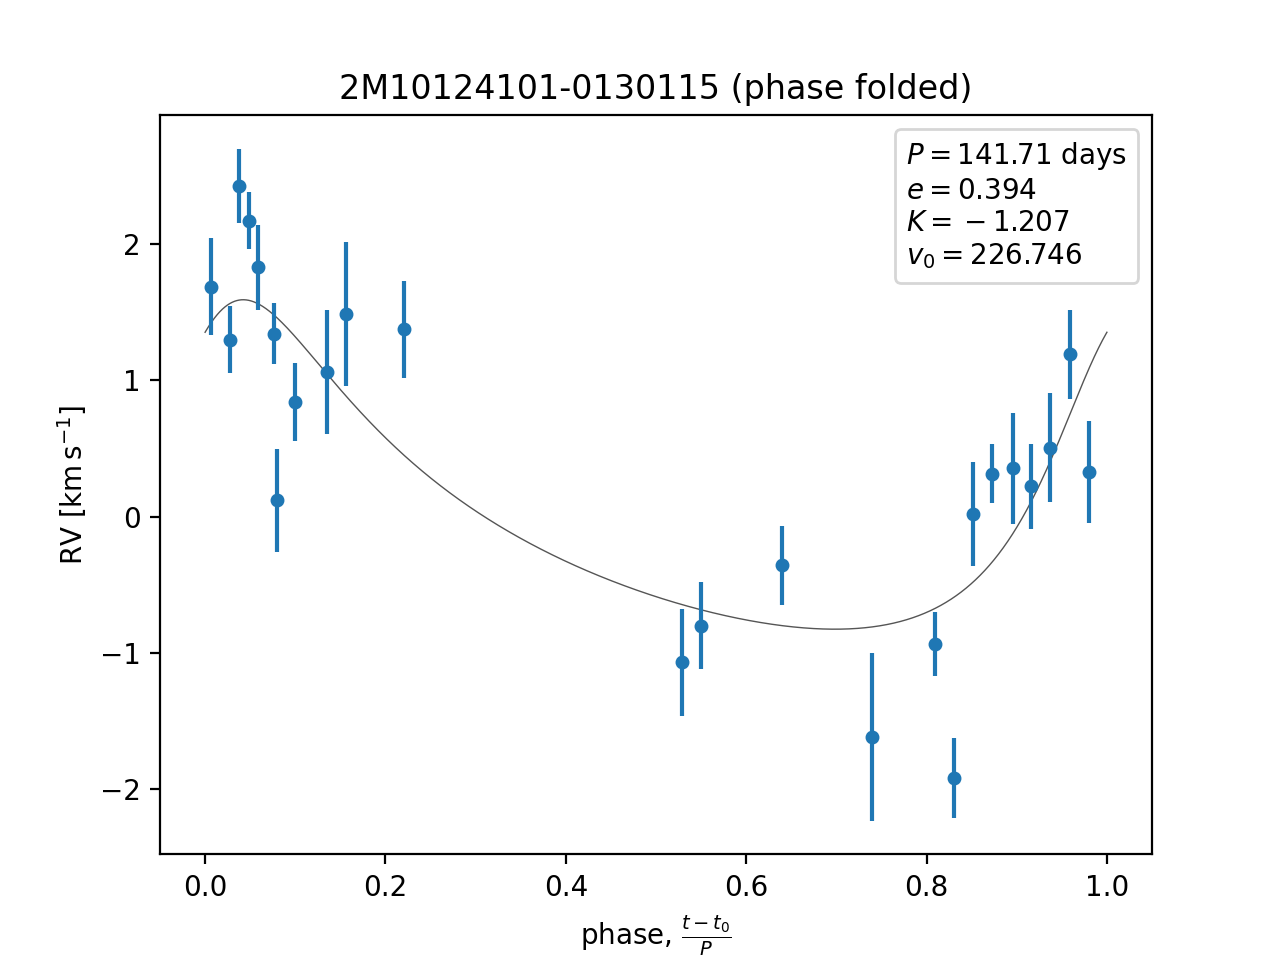 2M10124101-0130115 (phase folded)
P = 141.71 days
e = 0.394
K = −1.207
v₀ = 226.746
RV [km s⁻¹]
2
1
0
−1
−2
0.0 0.2 0.4 0.6 0.8 1.0
phase, (t − t₀)/P